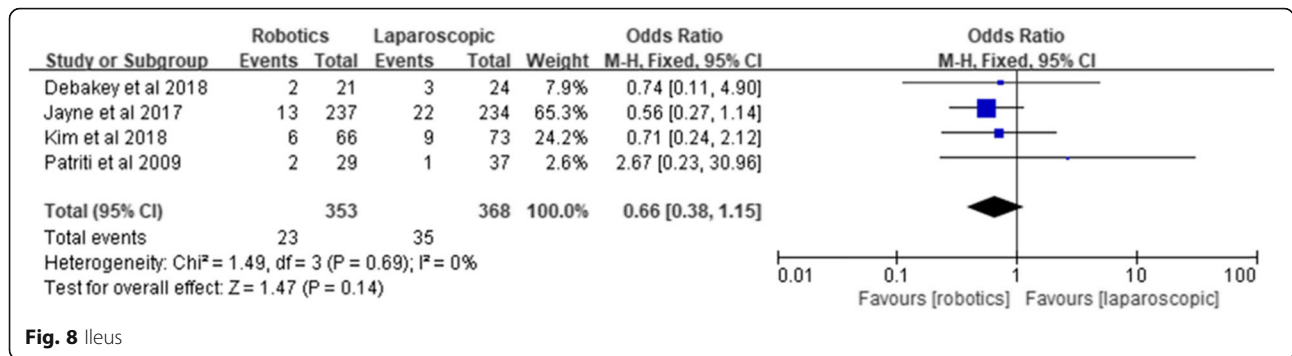 Robotics Laparoscopic Odds Ratio Odds Ratio
Study or Subgroup Events Total Events Total Weight M-H, Fixed, 95% CI M-H, Fixed, 95% CI
Debakey et al 2018 2 21 3 24 7.9% 0.74 [0.11, 4.90]
Jayne et al 2017 13 237 22 234 65.3% 0.56 [0.27, 1.14]
Kim et al 2018 6 66 9 73 24.2% 0.71 [0.24, 2.12]
Patriti et al 2009 2 29 1 37 2.6% 2.67 [0.23, 30.96]
Total (95% CI) 353 368 100.0% 0.66 [0.38, 1.15]
Total events 23 35
Heterogeneity: Chi² = 1.49, df = 3 (P = 0.69); I² = 0%
Test for overall effect: Z = 1.47 (P = 0.14)
0.01 0.1 1 10 100
Favours [robotics] Favours [laparoscopic]
Fig. 8 Ileus